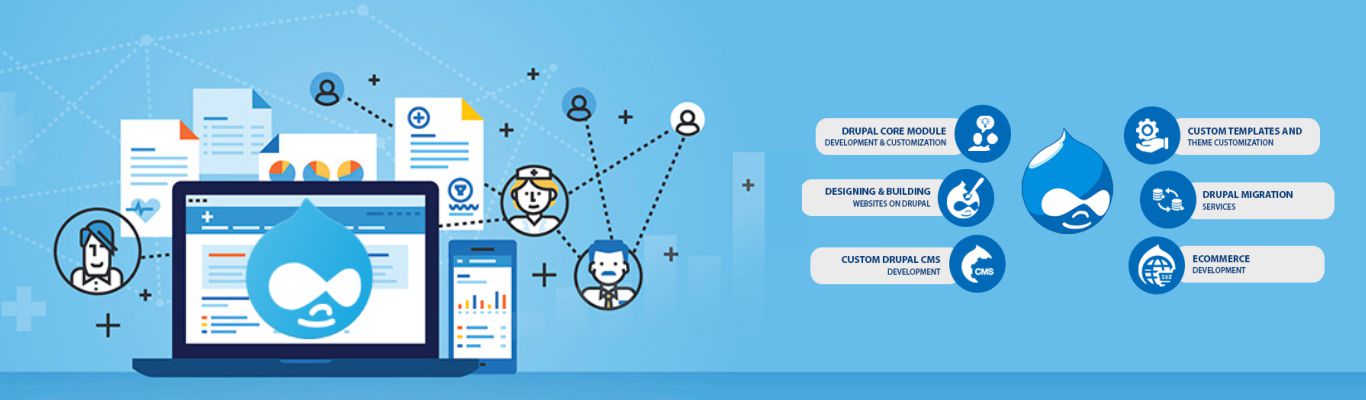 DRUPAL CORE MODULE
DEVELOPMENT & CUSTOMIZATION
DESIGNING & BUILDING
WEBSITES ON DRUPAL
CUSTOM DRUPAL CMS
DEVELOPMENT
CMS
CUSTOM TEMPLATES AND
THEME CUSTOMIZATION
DRUPAL MIGRATION
SERVICES
ECOMMERCE
DEVELOPMENT